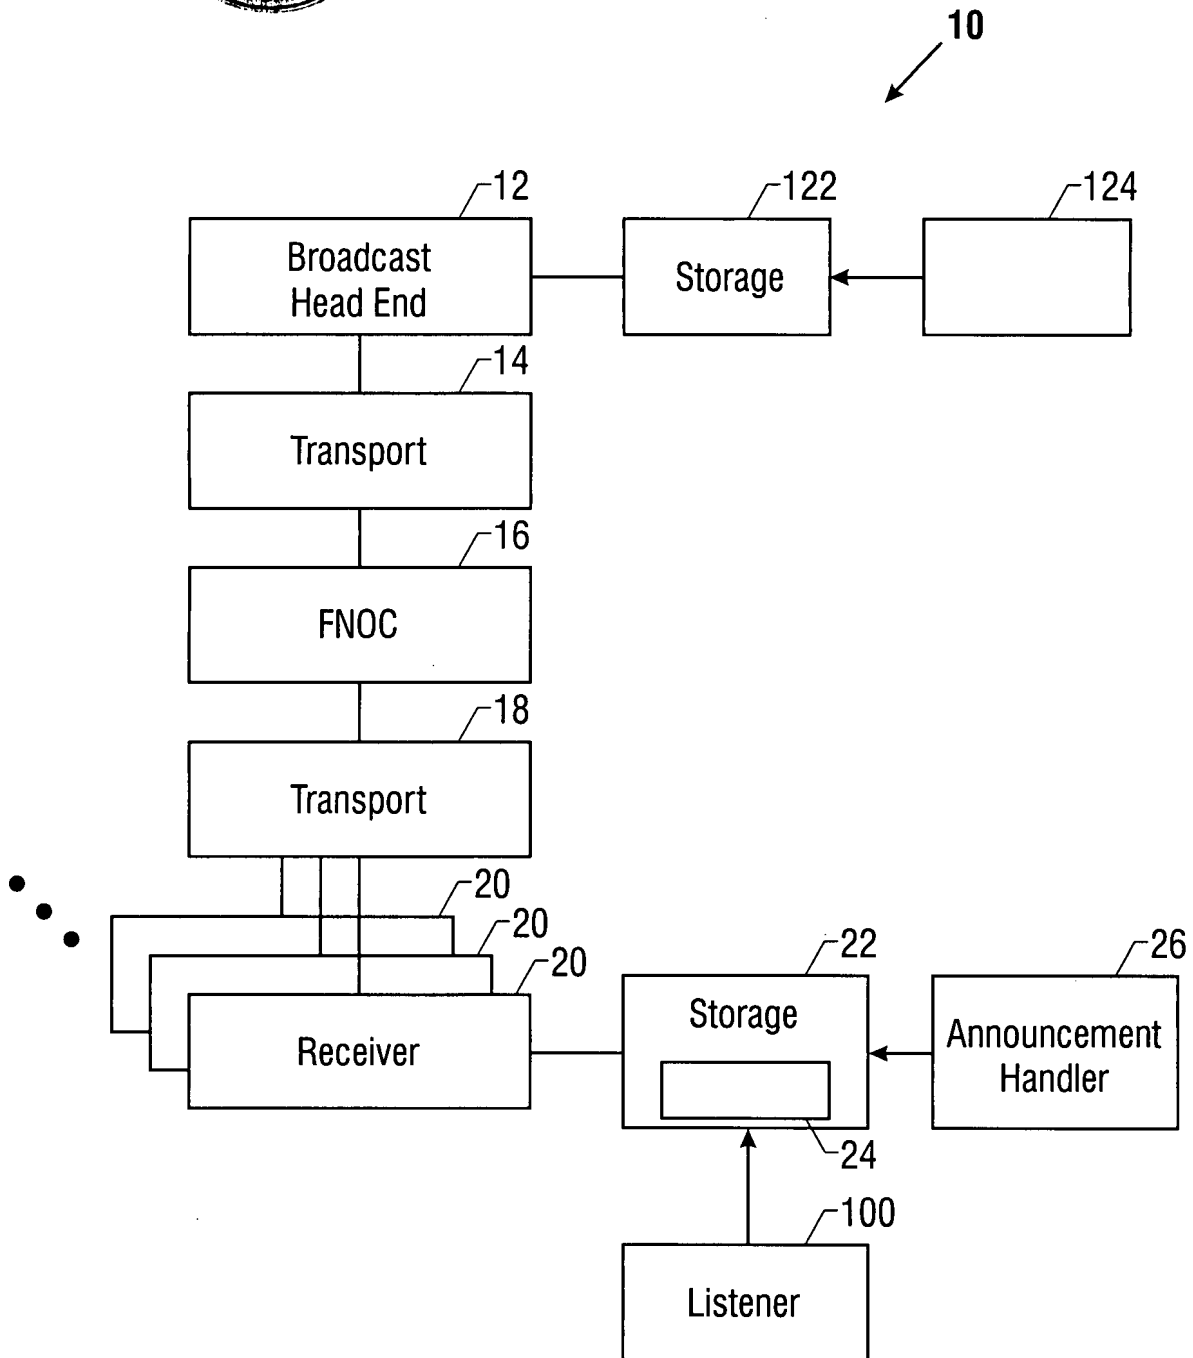 10
12
122
124
Broadcast
Head End
Storage
14
Transport
16
FNOC
18
Transport
20
20
20
22
26
Receiver
Storage
Announcement
Handler
24
100
Listener